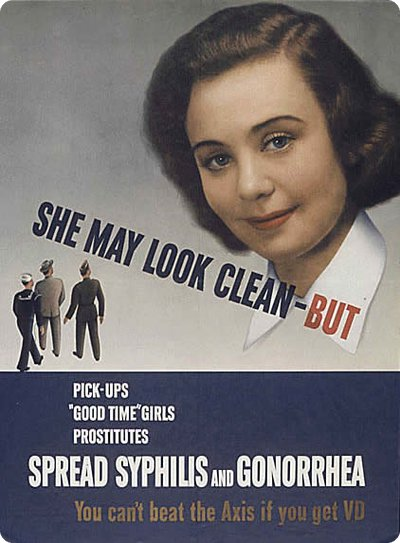 SHE MAY LOOK CLEAN-BUT
PICK-UPS
"GOOD TIME" GIRLS
PROSTITUTES
SPREAD SYPHILIS AND GONORRHEA
You can't beat the Axis if you get VD